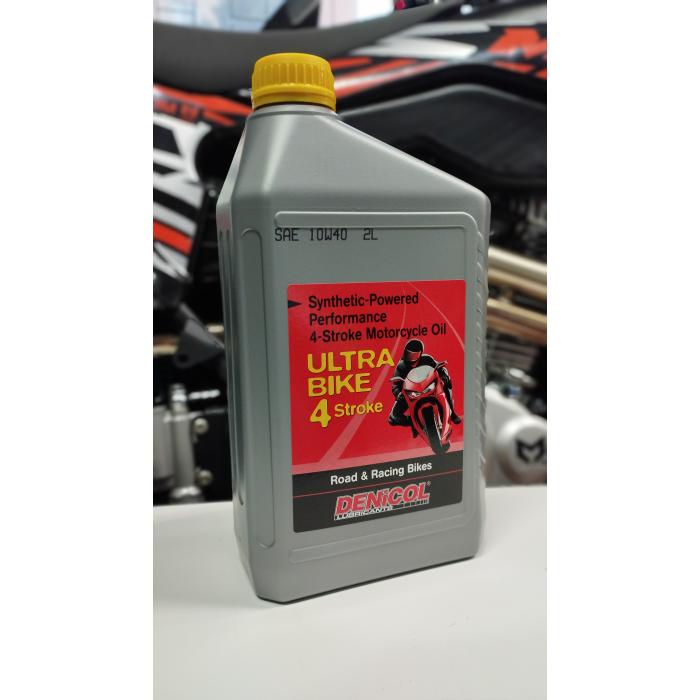 SAE 10W40 2L
Synthetic-Powered
Performance
4-Stroke Motorcycle Oil
ULTRA
BIKE
4 Stroke
Road & Racing Bikes
DENiCOL®
LUBRICANTS